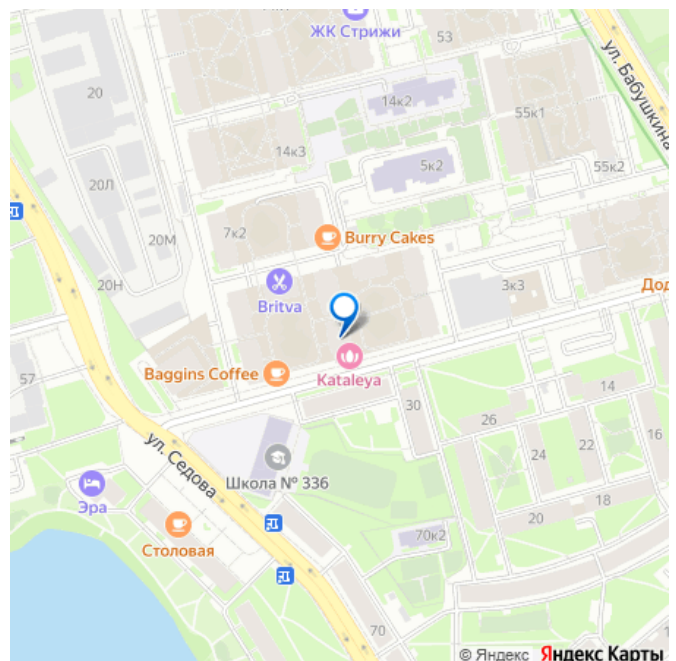 ЖК Стрижи
53
ул. Бабушкина
20
14к2
55к1
14к3
5к2
55к2
20Л
7к2
20М
Burry Cakes
20Н
3к3
Britva
Дод
57
Baggins Coffee
Kataleya
14
30
26
16
22
24
ул. Седова
Школа № 336
Эра
18
20
Столовая
70к2
70
© Яндекс Яндекс Карты